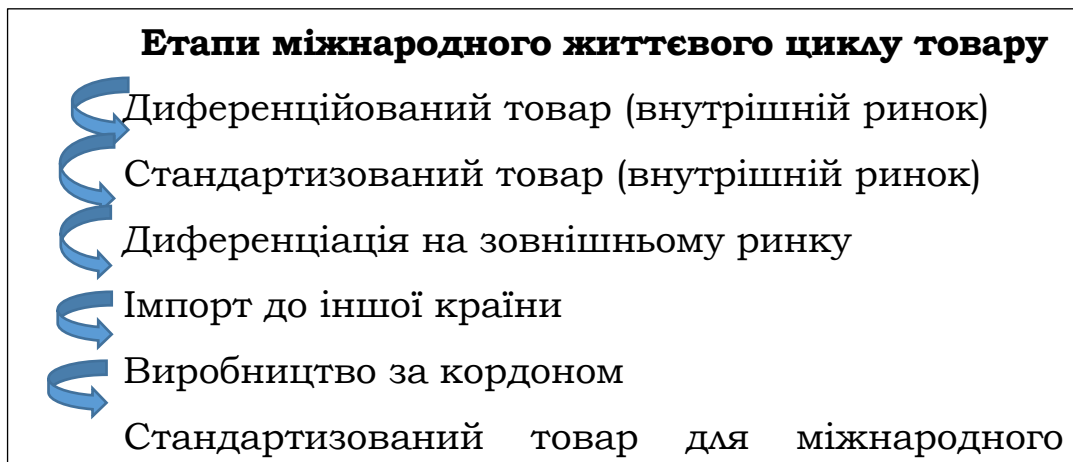 Етапи міжнародного життєвого циклу товару
Диференційований товар (внутрішній ринок)
Стандартизований товар (внутрішній ринок)
Диференціація на зовнішньому ринку
Імпорт до іншої країни
Виробництво за кордоном
Стандартизований товар для міжнародного